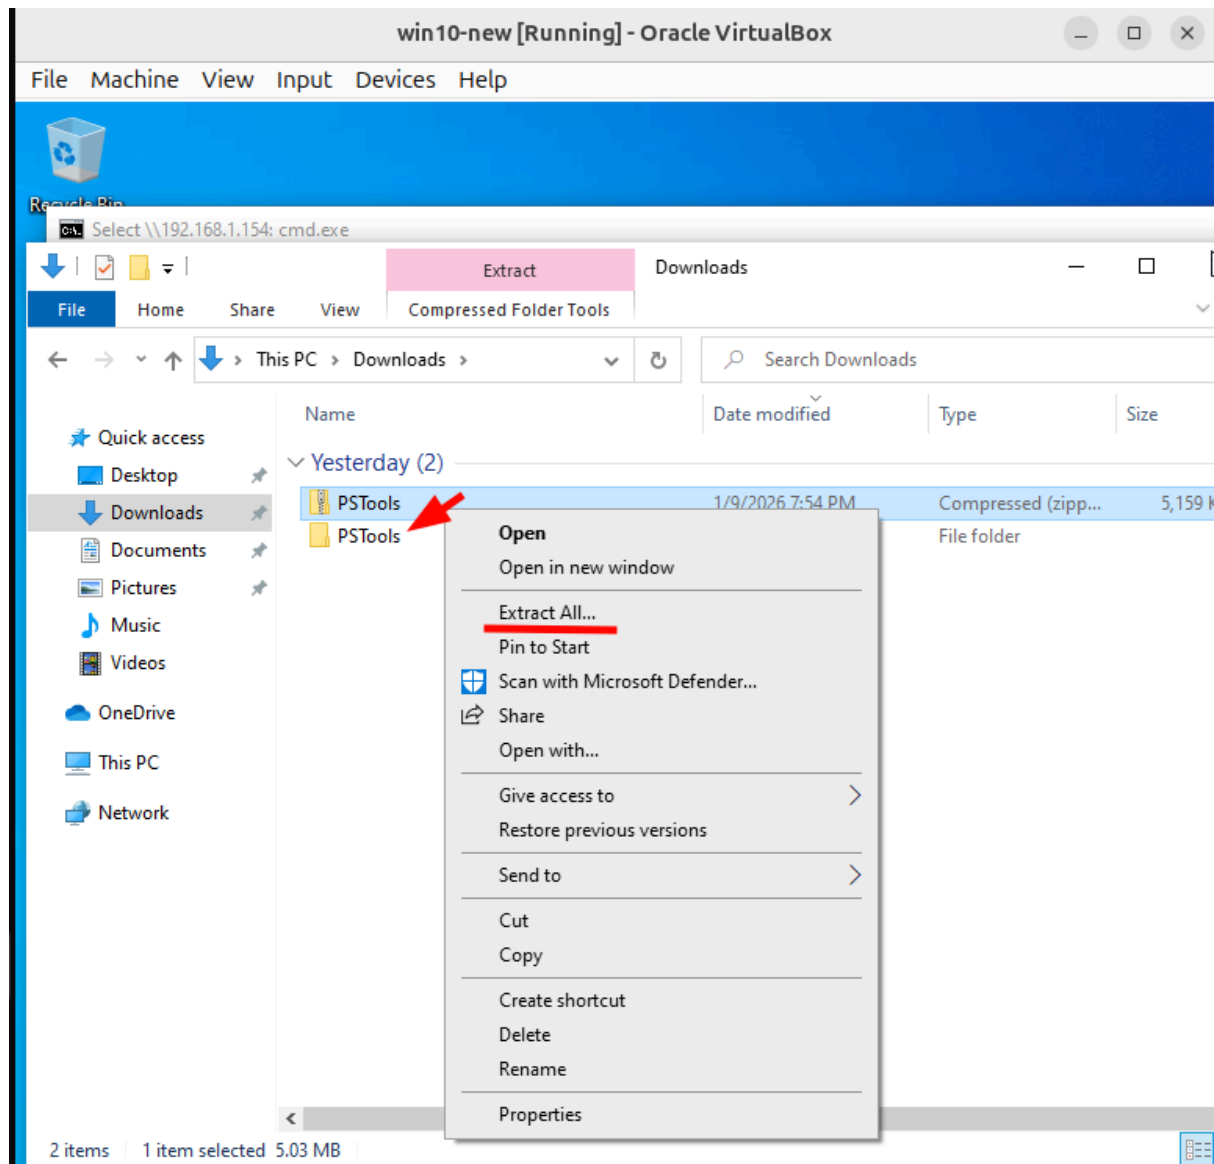 win10-new [Running] - Oracle VirtualBox
File Machine View Input Devices Help
Recycle Bin
Select \\192.168.1.154: cmd.exe
Extract Downloads
File Home Share View Compressed Folder Tools
This PC Downloads Search Downloads
Name Date modified Type Size
Quick access
Yesterday (2)
Desktop
PSTools 1/9/2026 7:54 PM Compressed (zipp... 5,159
Downloads
PSTools File folder
Documents
Pictures
Music
Videos
OneDrive
This PC
Network
Open
Open in new window
Extract All...
Pin to Start
Scan with Microsoft Defender...
Share
Open with...
Give access to
Restore previous versions
Send to
Cut
Copy
Create shortcut
Delete
Rename
Properties
2 items 1 item selected 5.03 MB